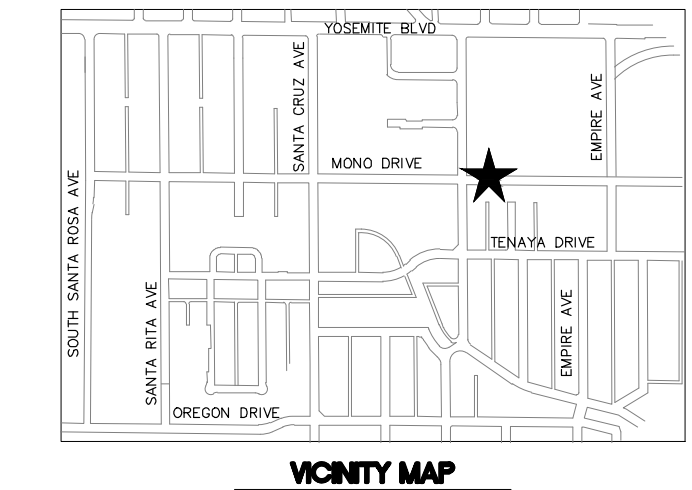 YOSEMITE BLVD
SANTA CRUZ AVE
EMPIRE AVE
MONO DRIVE
SOUTH SANTA ROSA AVE
TENAYA DRIVE
SANTA RITA AVE
EMPIRE AVE
OREGON DRIVE
VICINITY MAP